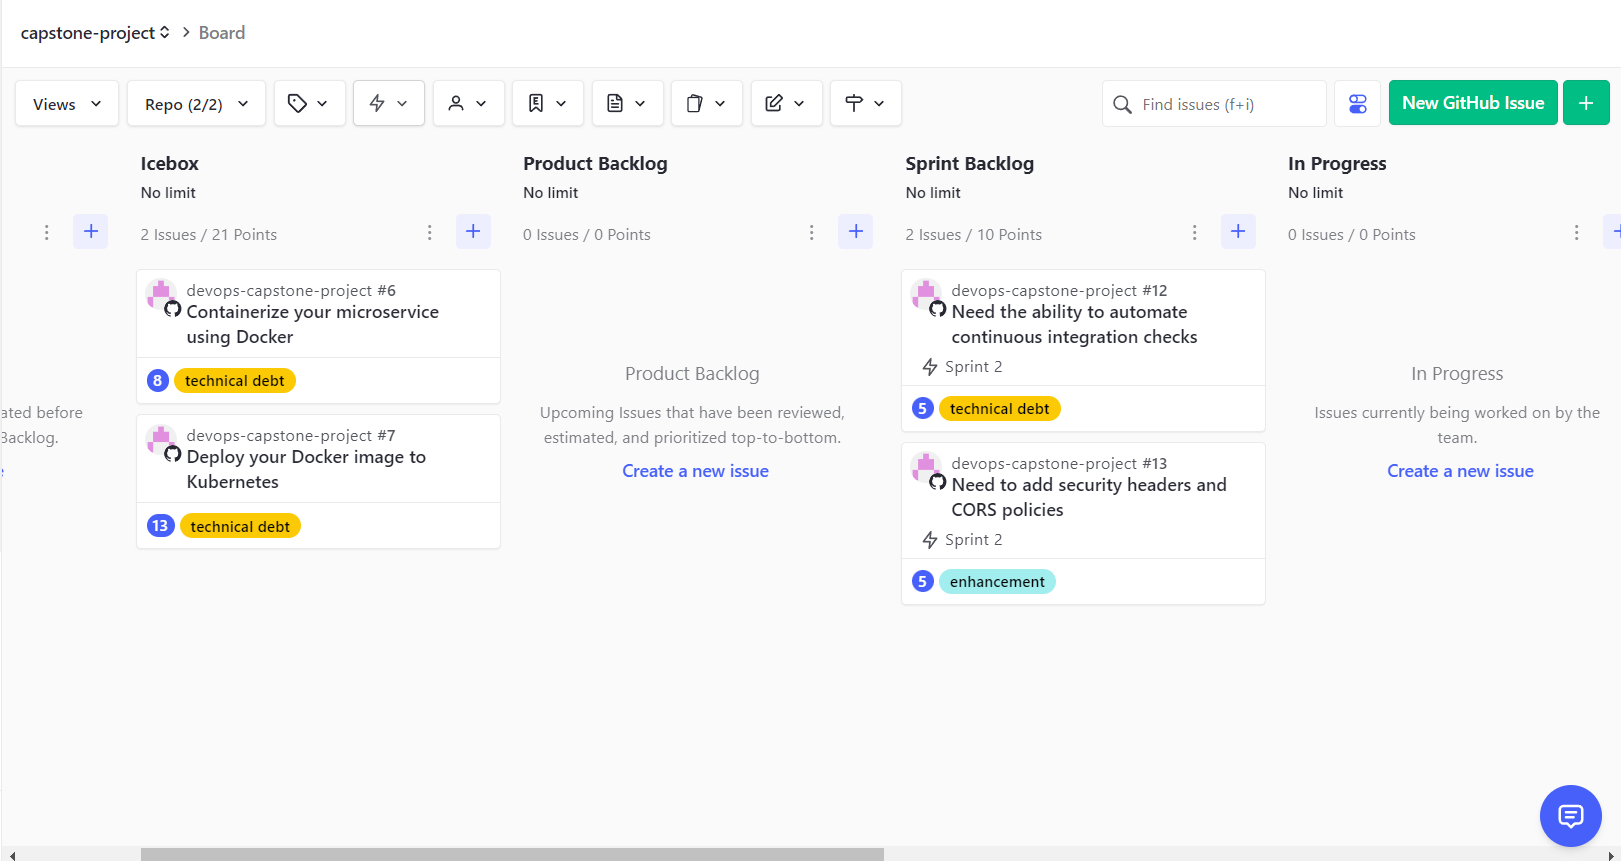 capstone-project > Board
Views
Repo (2/2)
Find issues (f+i)
New GitHub Issue
+
ated before
Backlog.
Icebox
No limit
2 Issues / 21 Points
devops-capstone-project #6
Containerize your microservice
using Docker
8 technical debt
devops-capstone-project #7
Deploy your Docker image to
Kubernetes
13 technical debt
Product Backlog
No limit
0 Issues / 0 Points
Product Backlog
Upcoming Issues that have been reviewed,
estimated, and prioritized top-to-bottom.
Create a new issue
Sprint Backlog
No limit
2 Issues / 10 Points
devops-capstone-project #12
Need the ability to automate
continuous integration checks
Sprint 2
5 technical debt
devops-capstone-project #13
Need to add security headers and
CORS policies
Sprint 2
5 enhancement
In Progress
No limit
0 Issues / 0 Points
In Progress
Issues currently being worked on by the
team.
Create a new issue